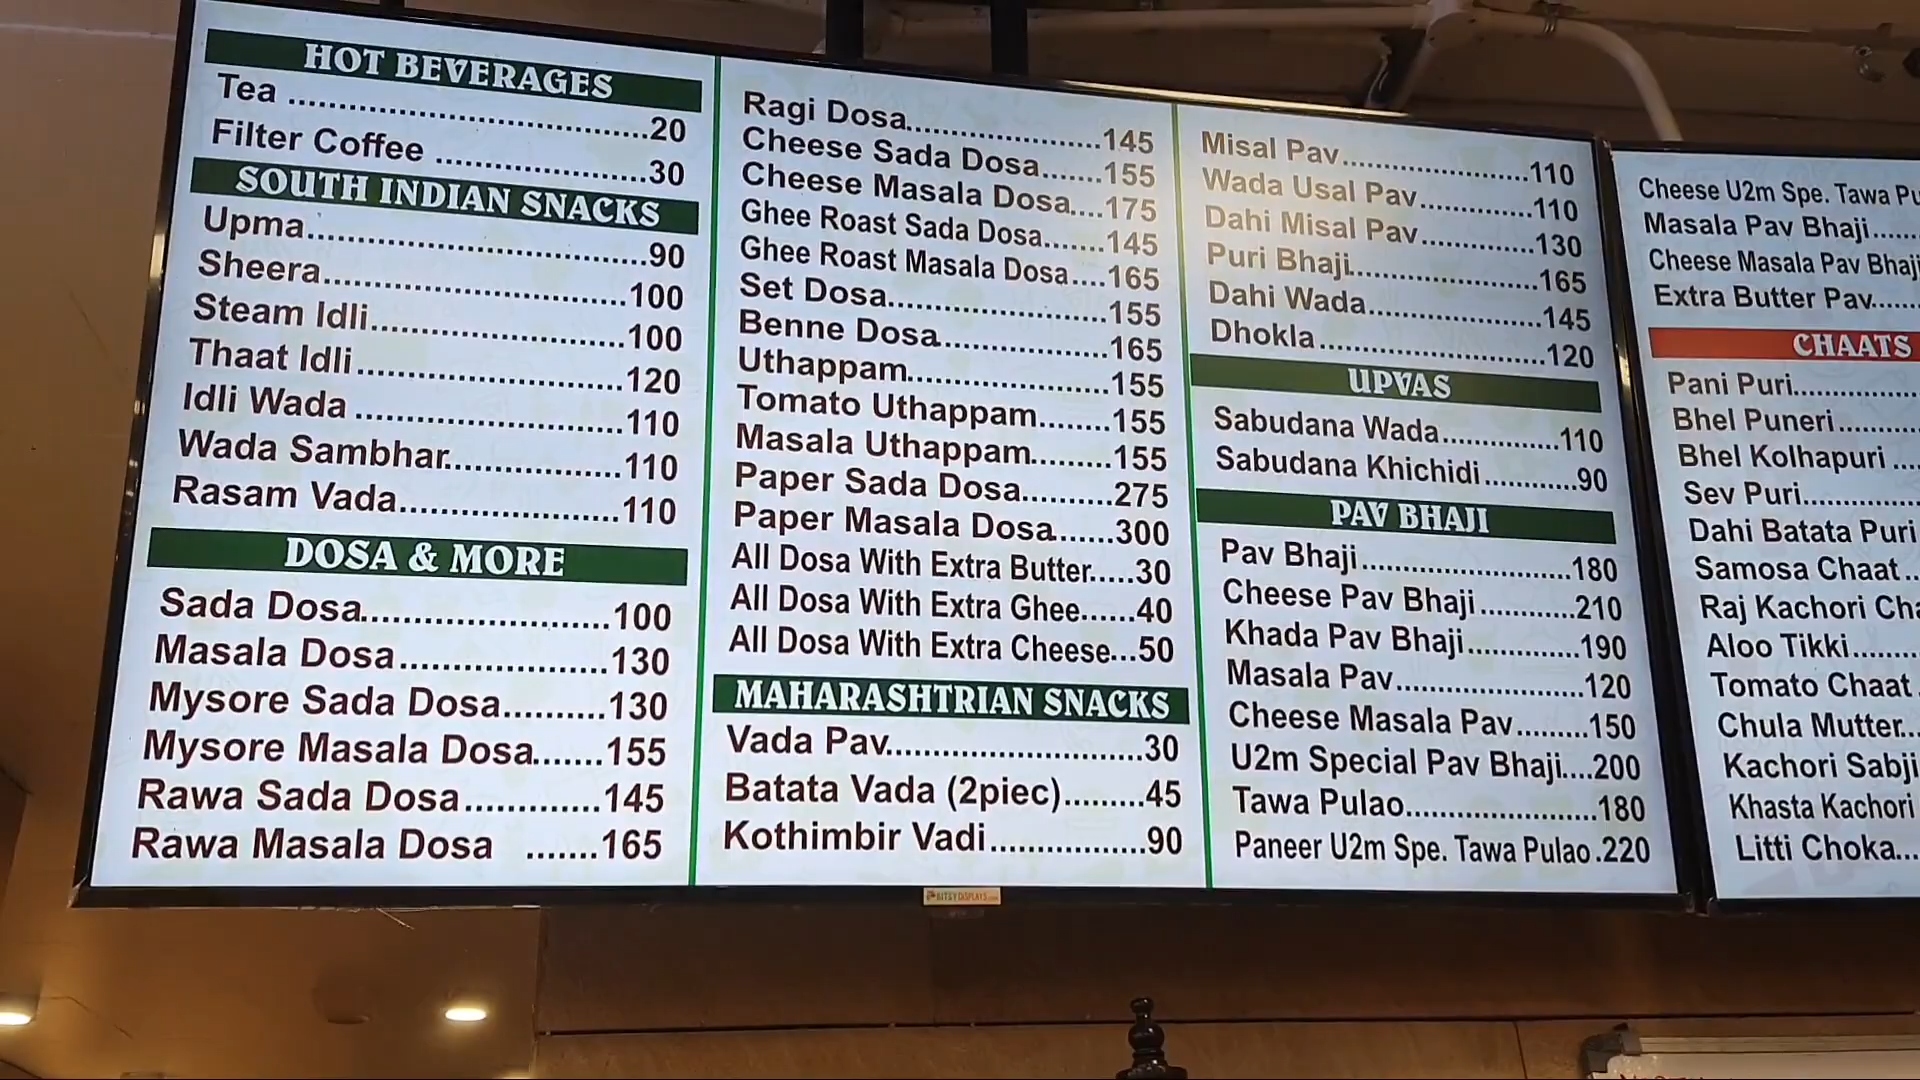 HOT BEVERAGES
Tea ....................................20
Filter Coffee .....................30
SOUTH INDIAN SNACKS
Upma..................................90
Sheera..............................100
Steam Idli.........................100
Thaat Idli..........................120
Idli Wada ..........................110
Wada Sambhar.................110
Rasam Vada......................110
DOSA & MORE
Sada Dosa........................100
Masala Dosa....................130
Mysore Sada Dosa..........130
Mysore Masala Dosa.......155
Rawa Sada Dosa.............145
Rawa Masala Dosa .......165
Ragi Dosa....................145
Cheese Sada Dosa.......155
Cheese Masala Dosa....175
Ghee Roast Sada Dosa.......145
Ghee Roast Masala Dosa....165
Set Dosa......................155
Benne Dosa.................165
Uthappam....................155
Tomato Uthappam........155
Masala Uthappam.........155
Paper Sada Dosa..........275
Paper Masala Dosa.......300
All Dosa With Extra Butter.....30
All Dosa With Extra Ghee......40
All Dosa With Extra Cheese...50
MAHARASHTRIAN SNACKS
Vada Pav.........................30
Batata Vada (2piec).........45
Kothimbir Vadi.................90
Misal Pav.....................110
Wada Usal Pav.............110
Dahi Misal Pav.............130
Puri Bhaji.....................165
Dahi Wada....................145
Dhokla..........................120
UPVAS
Sabudana Wada..............110
Sabudana Khichidi............90
PAV BHAJI
Pav Bhaji.......................180
Cheese Pav Bhaji...........210
Khada Pav Bhaji.............190
Masala Pav.....................120
Cheese Masala Pav.........150
U2m Special Pav Bhaji....200
Tawa Pulao.....................180
Paneer U2m Spe. Tawa Pulao .220
Cheese U2m Spe. Tawa Pu
Masala Pav Bhaji.....
Cheese Masala Pav Bhaji
Extra Butter Pav......
CHAATS
Pani Puri..............
Bhel Puneri.........
Bhel Kolhapuri ....
Sev Puri..............
Dahi Batata Puri
Samosa Chaat..
Raj Kachori Cha
Aloo Tikki.......
Tomato Chaat.
Chula Mutter..
Kachori Sabji
Khasta Kachori
Litti Choka...